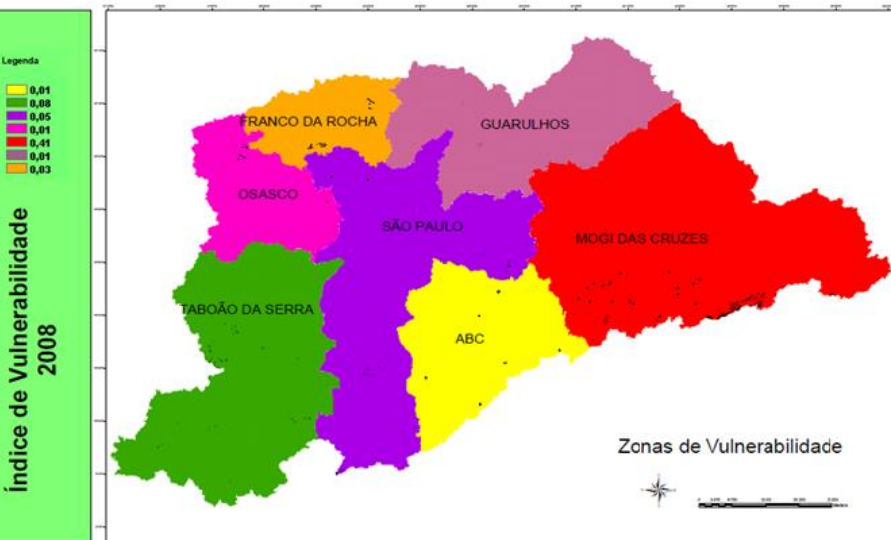 Legenda
0,01
0,08
0,05
0,01
0,41
0,01
0,03
Índice de Vulnerabilidade
2008
FRANCO DA ROCHA
GUARULHOS
OSASCO
SÃO PAULO
MOGI DAS CRUZES
TABOÃO DA SERRA
ABC
Zonas de Vulnerabilidade